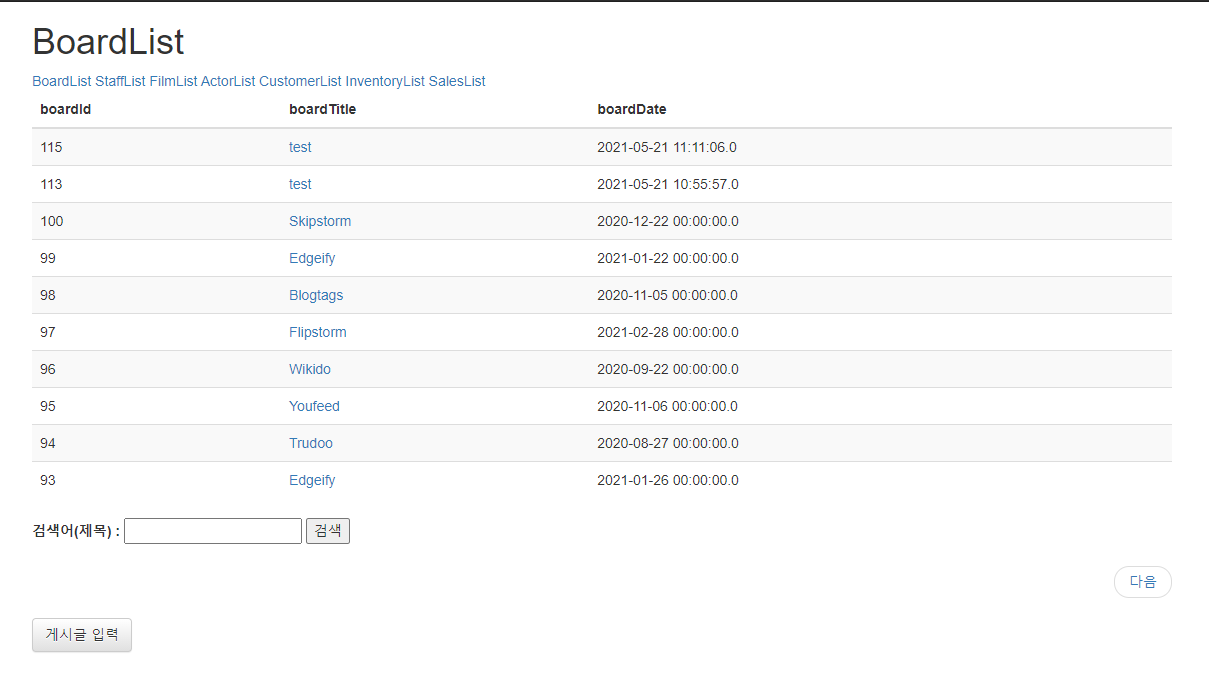 BoardList
BoardList StaffList FilmList ActorList CustomerList InventoryList SalesList
boardId boardTitle boardDate
115 test 2021-05-21 11:11:06.0
113 test 2021-05-21 10:55:57.0
100 Skipstorm 2020-12-22 00:00:00.0
99 Edgeify 2021-01-22 00:00:00.0
98 Blogtags 2020-11-05 00:00:00.0
97 Flipstorm 2021-02-28 00:00:00.0
96 Wikido 2020-09-22 00:00:00.0
95 Youfeed 2020-11-06 00:00:00.0
94 Trudoo 2020-08-27 00:00:00.0
93 Edgeify 2021-01-26 00:00:00.0
검색어(제목) : 검색
다음
게시글 입력